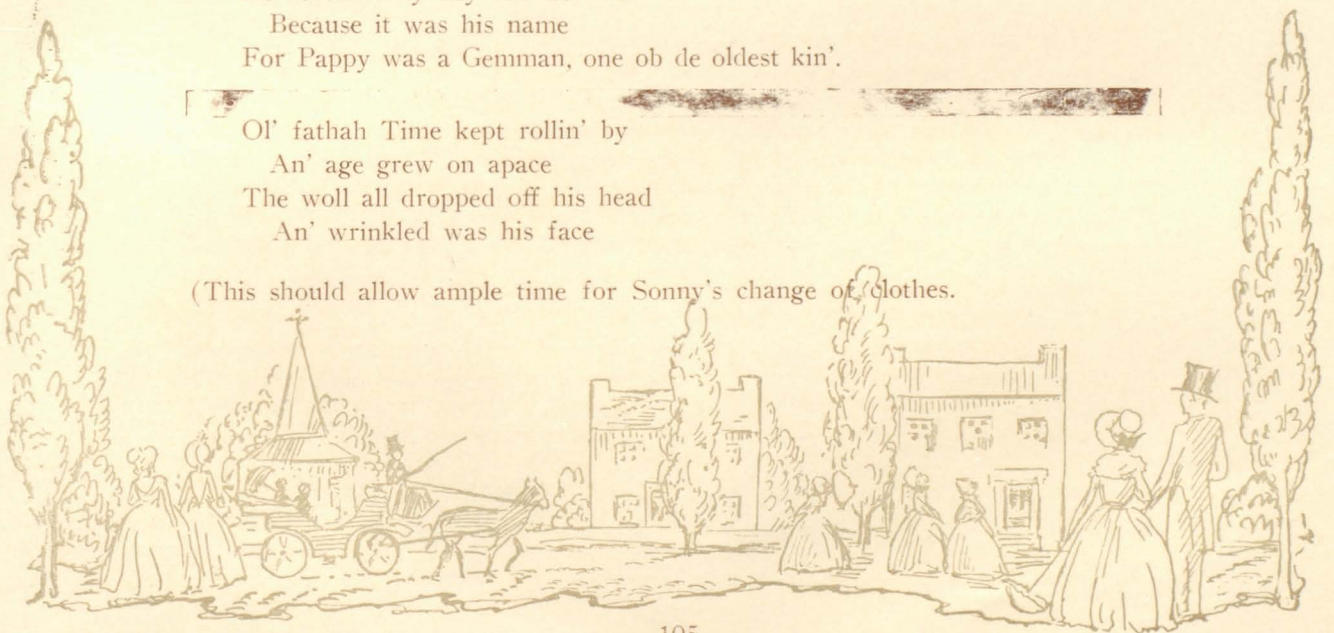 Because it was his name
For Pappy was a Gemman, one ob de oldest kin'.
Ol' fathah Time kept rollin' by
An' age grew on apace
The woll all dropped off his head
An' wrinkled was his face
(This should allow ample time for Sonny's change of clothes.
105